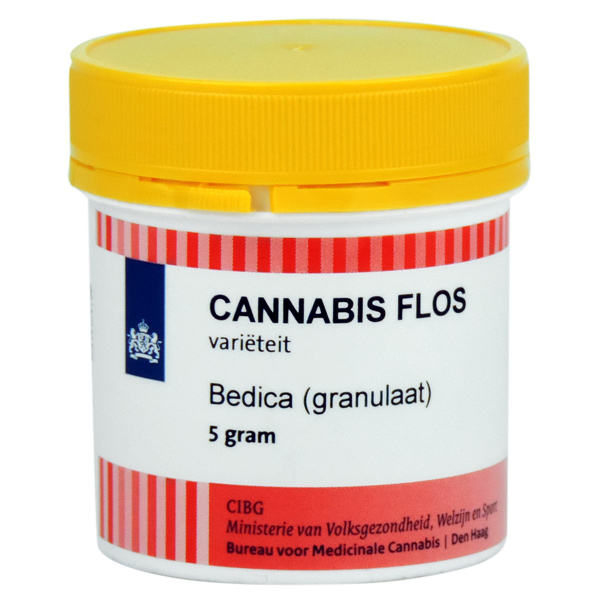 CANNABIS FLOS
variëteit
Bedica (granulaat)
5 gram
CIBG
Ministerie van Volksgezondheid, Welzijn en Sport
Bureau voor Medicinale Cannabis | Den Haag